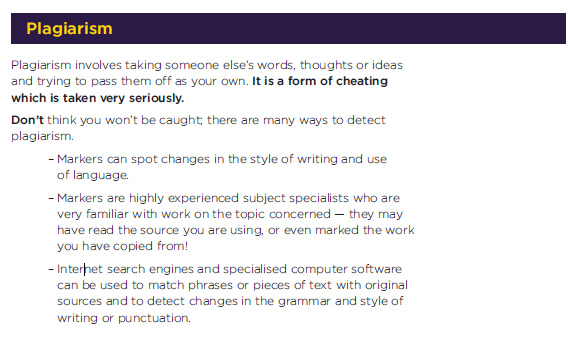 Plagiarism
Plagiarism involves taking someone else's words, thoughts or ideas
and trying to pass them off as your own. It is a form of cheating
which is taken very seriously.
Don't think you won't be caught; there are many ways to detect
plagiarism.
– Markers can spot changes in the style of writing and use
of language.
– Markers are highly experienced subject specialists who are
very familiar with work on the topic concerned — they may
have read the source you are using, or even marked the work
you have copied from!
– Internet search engines and specialised computer software
can be used to match phrases or pieces of text with original
sources and to detect changes in the grammar and style of
writing or punctuation.